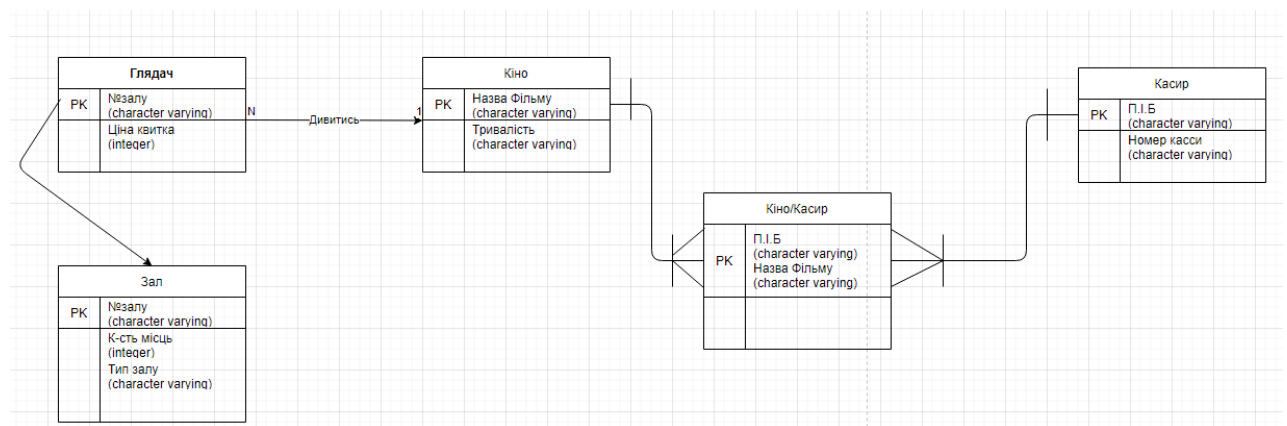 Глядач
PK
№залу
(character varying)
Ціна квитка
(integer)
N
Дивитись
1
Кіно
PK
Назва Фільму
(character varying)
Тривалість
(character varying)
Касир
PK
П.І.Б
(character varying)
Номер касси
(character varying)
Кіно/Касир
PK
П.І.Б
(character varying)
Назва Фільму
(character varying)
Зал
PK
№залу
(character varying)
К-сть місць
(integer)
Тип залу
(character varying)